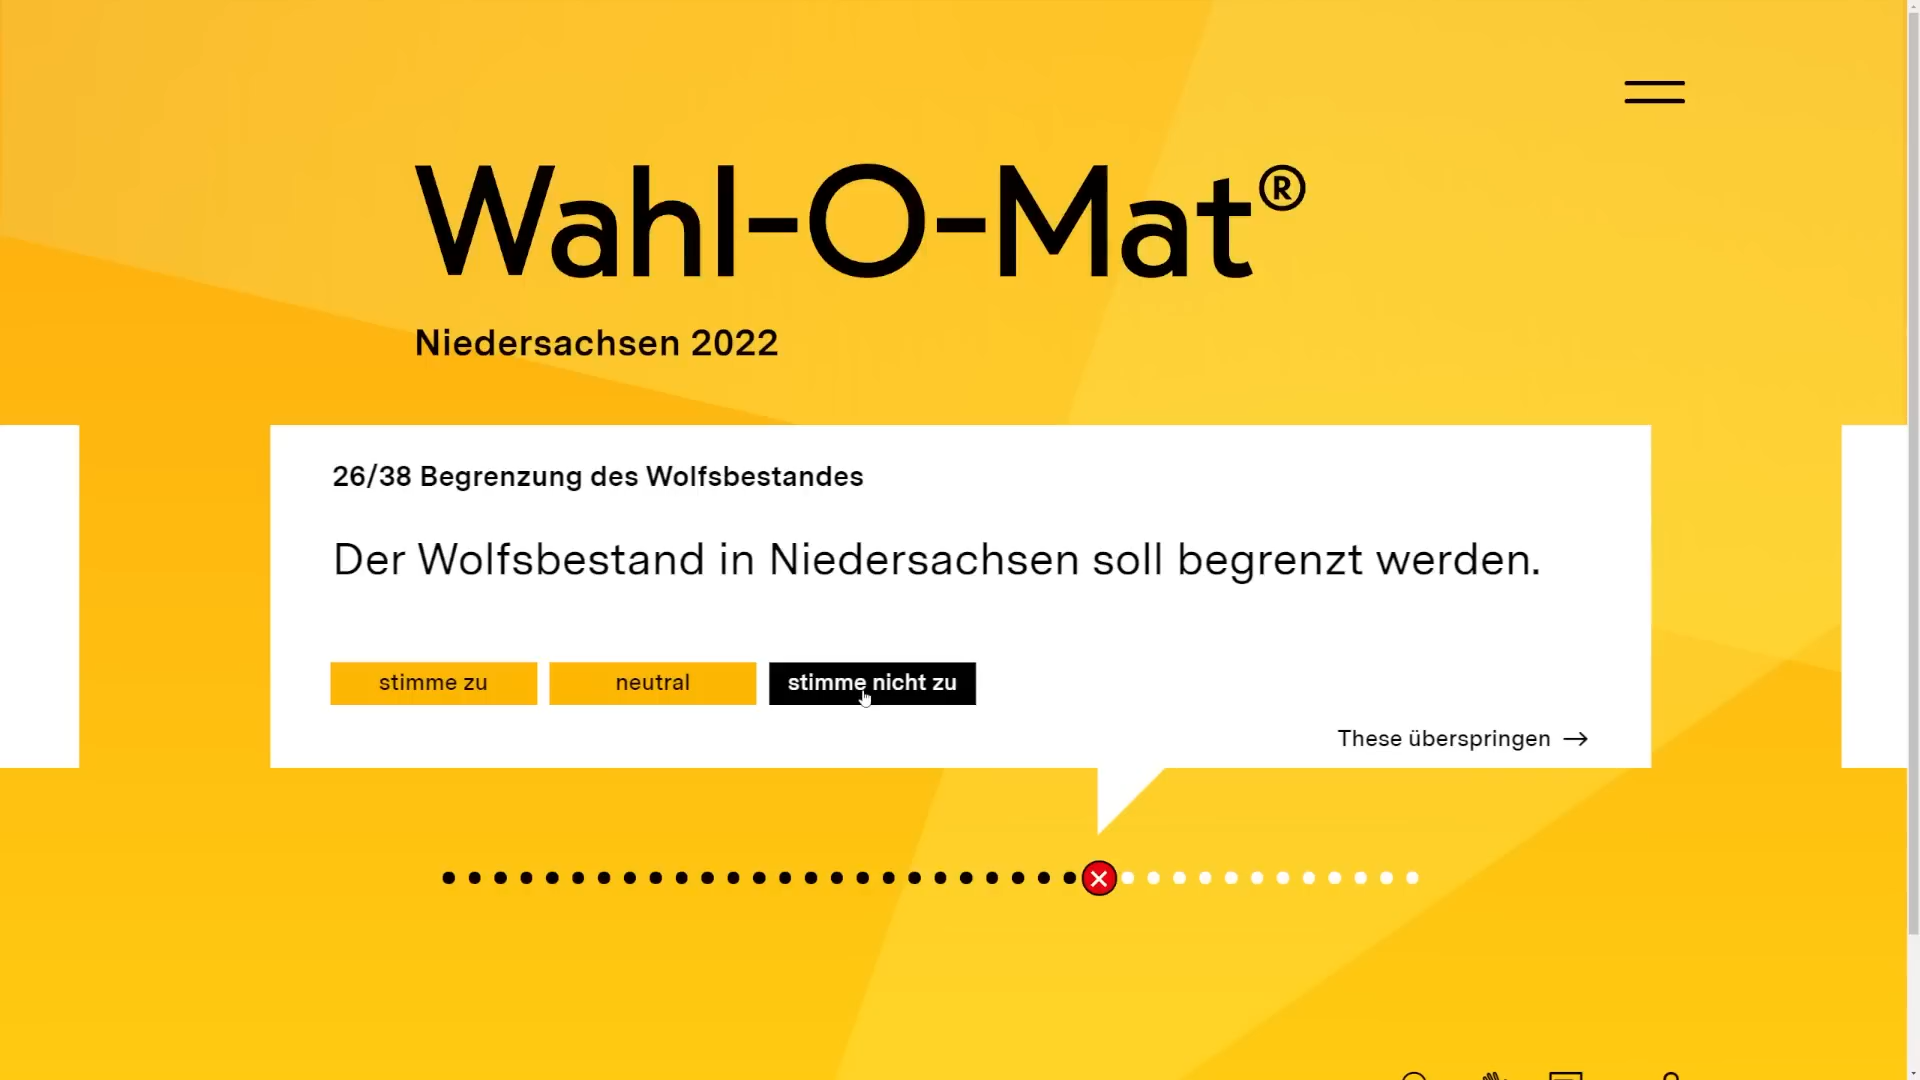 Wahl-O-Mat®
Niedersachsen 2022
26/38 Begrenzung des Wolfsbestandes
Der Wolfsbestand in Niedersachsen soll begrenzt werden.
stimme zu
neutral
stimme nicht zu
These überspringen →